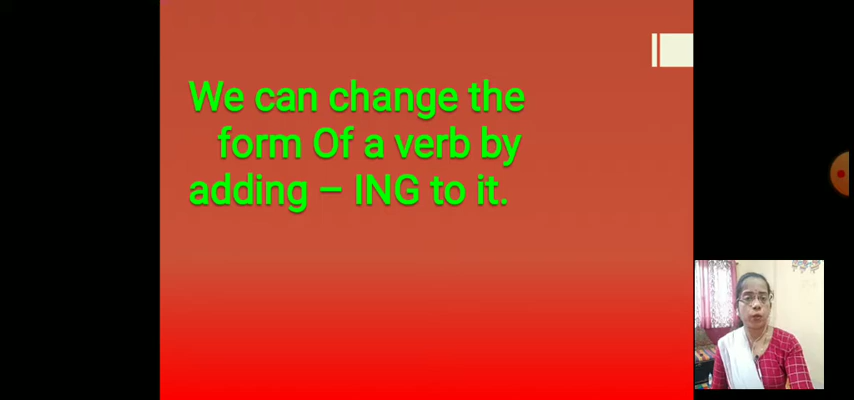 We can change the
form Of a verb by
adding – ING to it.